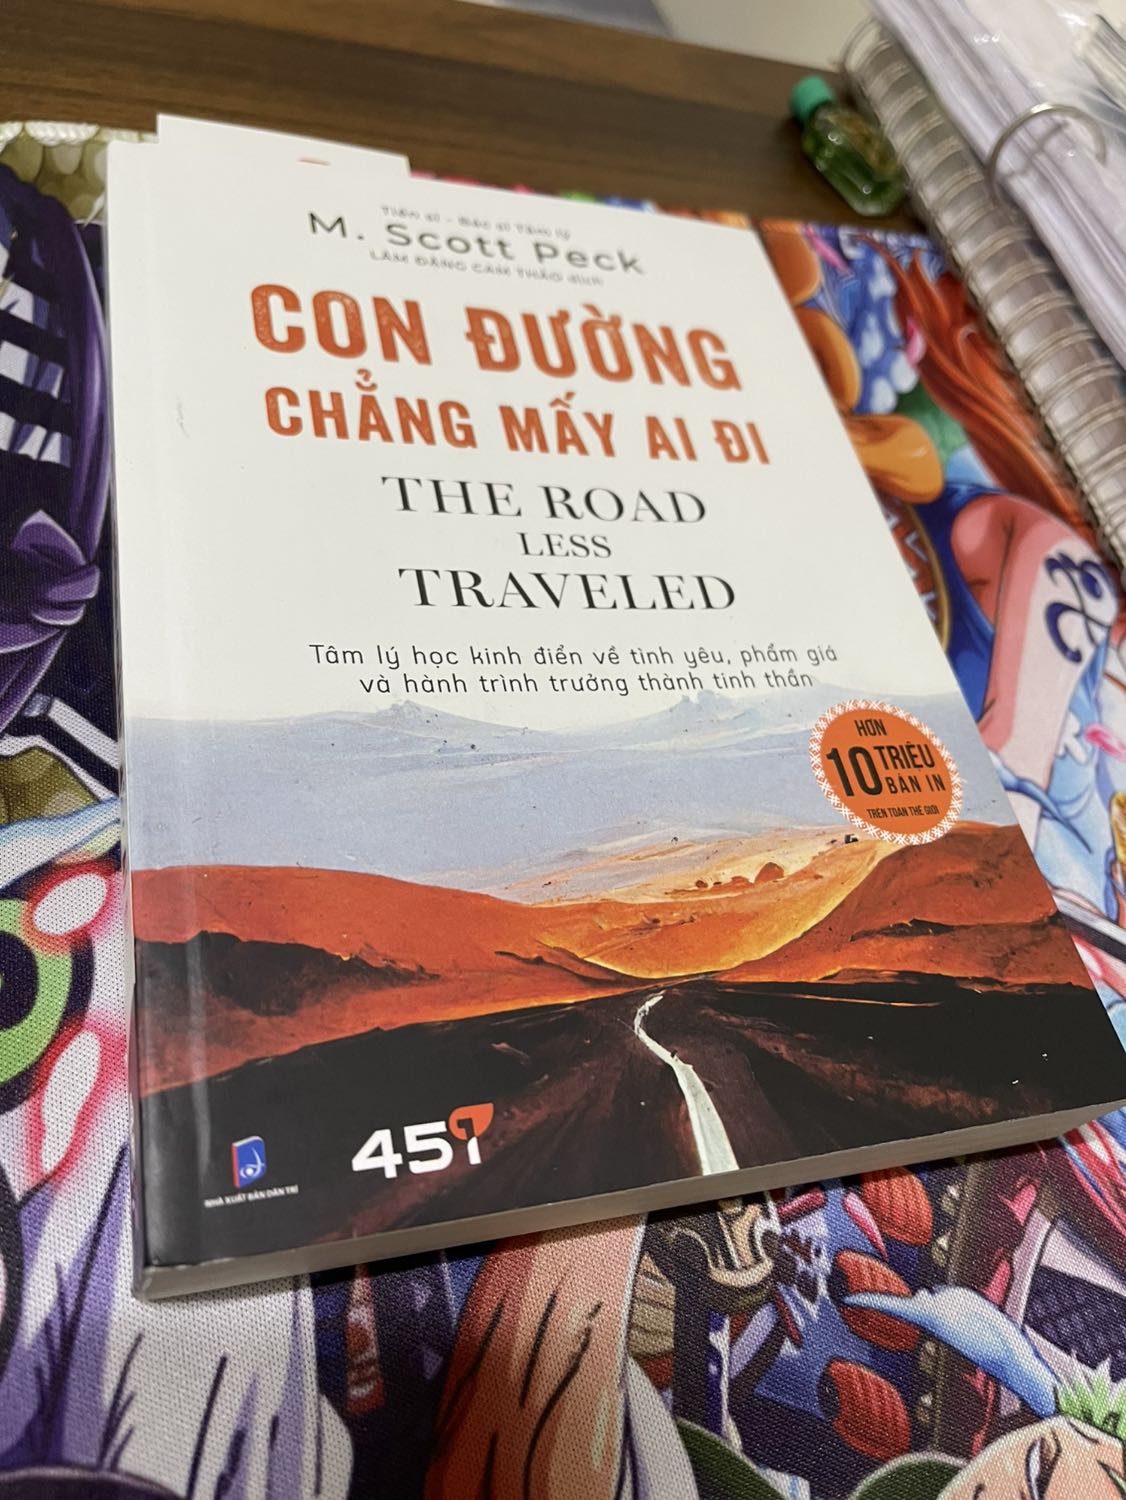 Tiến sĩ - Bác sĩ Tâm lý
M. Scott Peck
LÂM ĐẶNG CAM THẢO dịch
CON ĐƯỜNG
CHẲNG MẤY AI ĐI
THE ROAD
LESS
TRAVELED
Tâm lý học kinh điển về tình yêu, phẩm giá
và hành trình trưởng thành tinh thần
HƠN
10 TRIỆU
BẢN IN
TRÊN TOÀN THẾ GIỚI
451
NHÀ XUẤT BẢN DÂN TRÍ